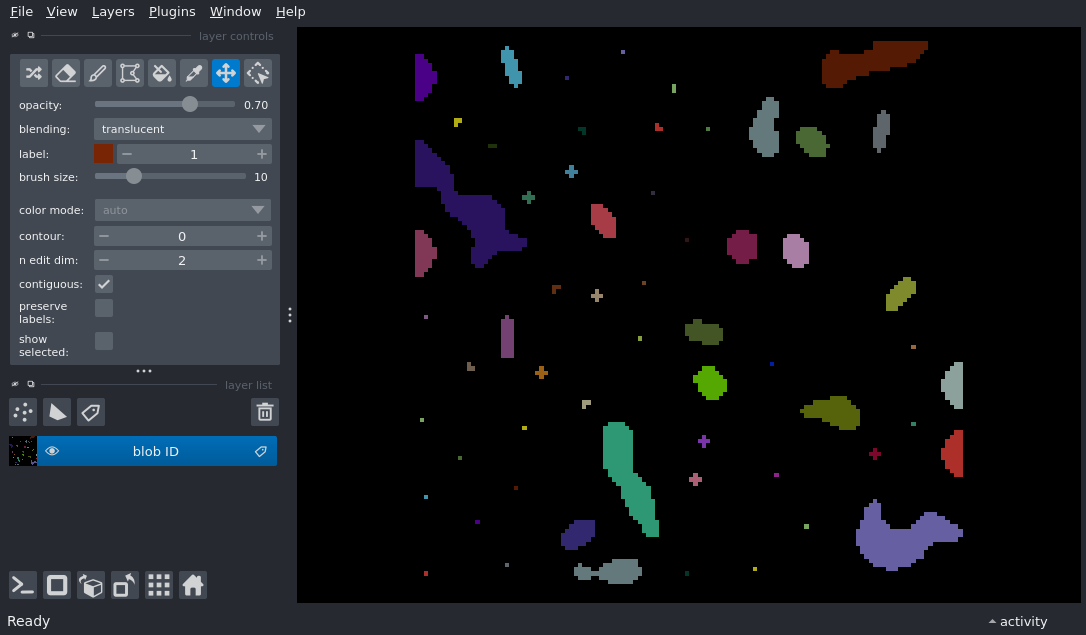 File View Layers Plugins Window Help
layer controls
opacity: 0.70
blending: translucent
label: 1
brush size: 10
color mode: auto
contour: 0
n edit dim: 2
contiguous:
preserve
labels:
show
selected:
layer list
blob ID
Ready activity